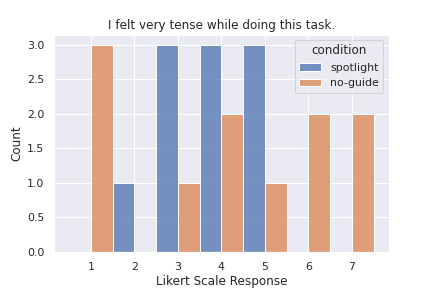 I felt very tense while doing this task.
condition
spotlight
no-guide
3.0
2.5
2.0
1.5
1.0
0.5
0.0
Count
1 2 3 4 5 6 7
Likert Scale Response